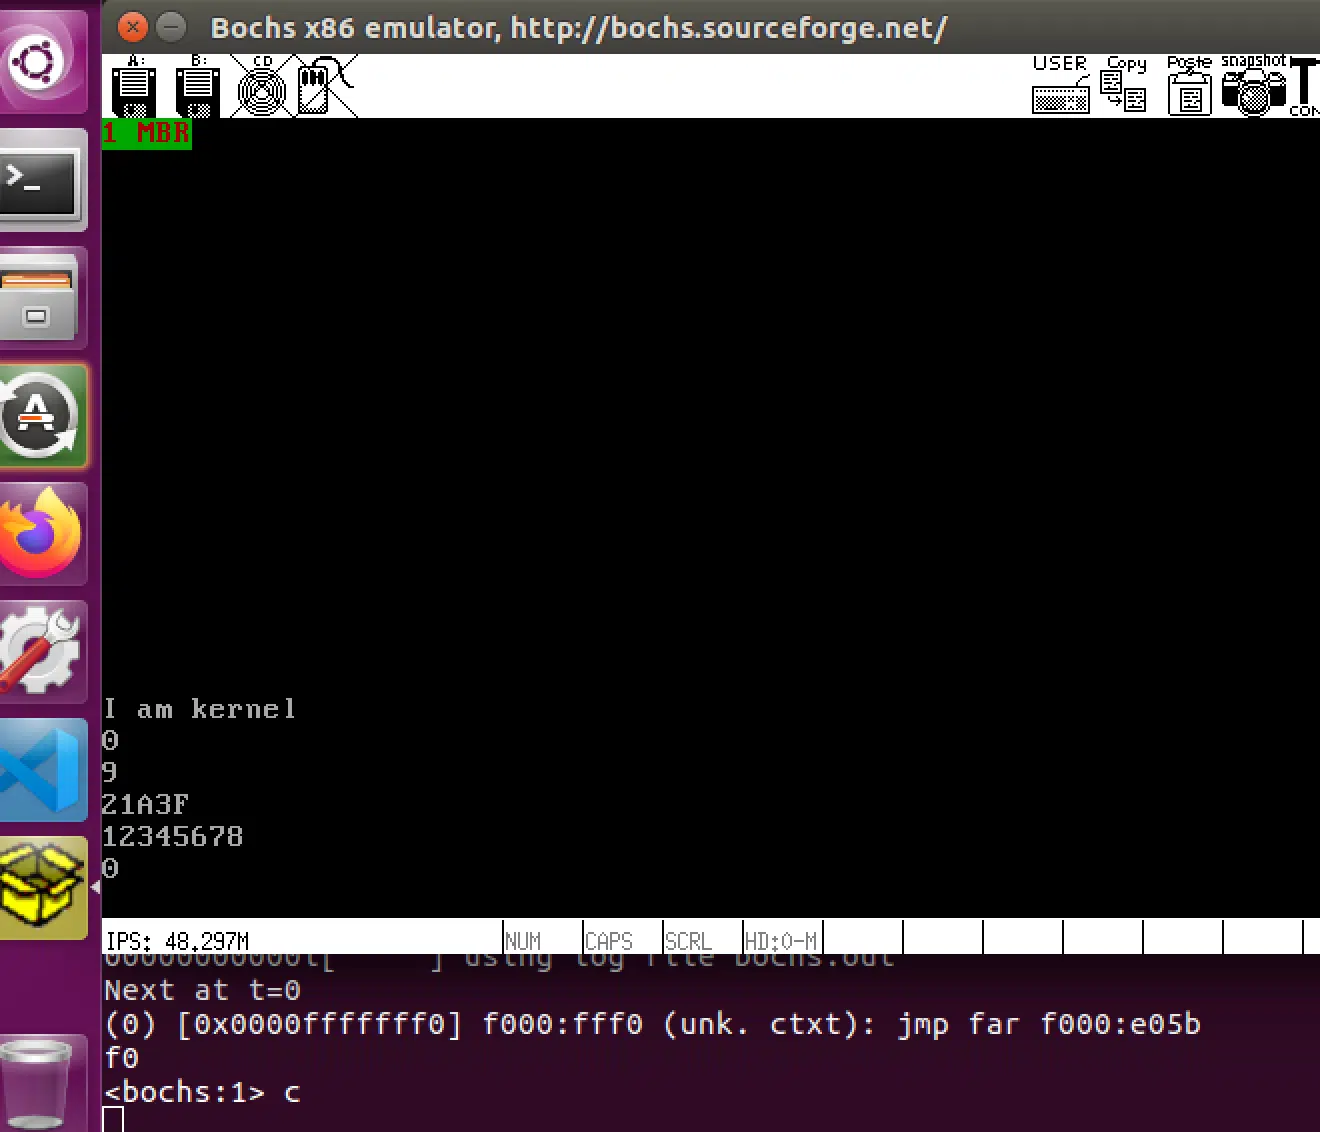 Bochs x86 emulator, http://bochs.sourceforge.net/
A: B: CD USER Copy Paste snapshot
1 MBR
I am kernel
0
9
21A3F
12345678
0
IPS: 48.297M NUM CAPS SCRL HD:0-M
00000000000i[ ] using log file bochs.out
Next at t=0
(0) [0x0000fffffff0] f000:fff0 (unk. ctxt): jmp far f000:e05b
f0
<bochs:1> c